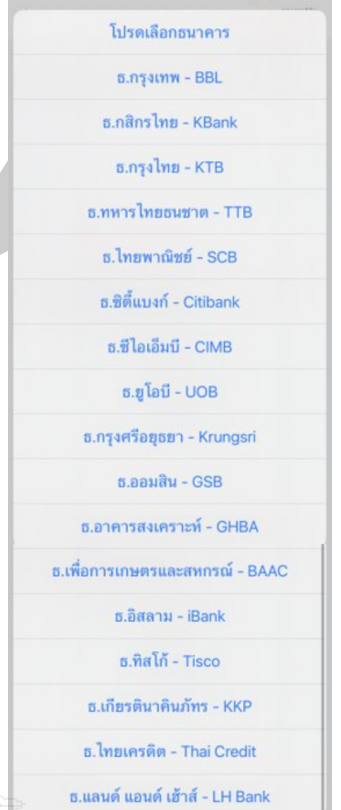 โปรดเลือกธนาคาร
ธ.กรุงเทพ - BBL
ธ.กสิกรไทย - KBank
ธ.กรุงไทย - KTB
ธ.ทหารไทยธนชาต - TTB
ธ.ไทยพาณิชย์ - SCB
ธ.ซิตี้แบงก์ - Citibank
ธ.ซีไอเอ็มบี - CIMB
ธ.ยูโอบี - UOB
ธ.กรุงศรีอยุธยา - Krungsri
ธ.ออมสิน - GSB
ธ.อาคารสงเคราะห์ - GHBA
ธ.เพื่อการเกษตรและสหกรณ์ - BAAC
ธ.อิสลาม - iBank
ธ.ทิสโก้ - Tisco
ธ.เกียรตินาคินภัทร - KKP
ธ.ไทยเครดิต - Thai Credit
ธ.แลนด์ แอนด์ เฮ้าส์ - LH Bank